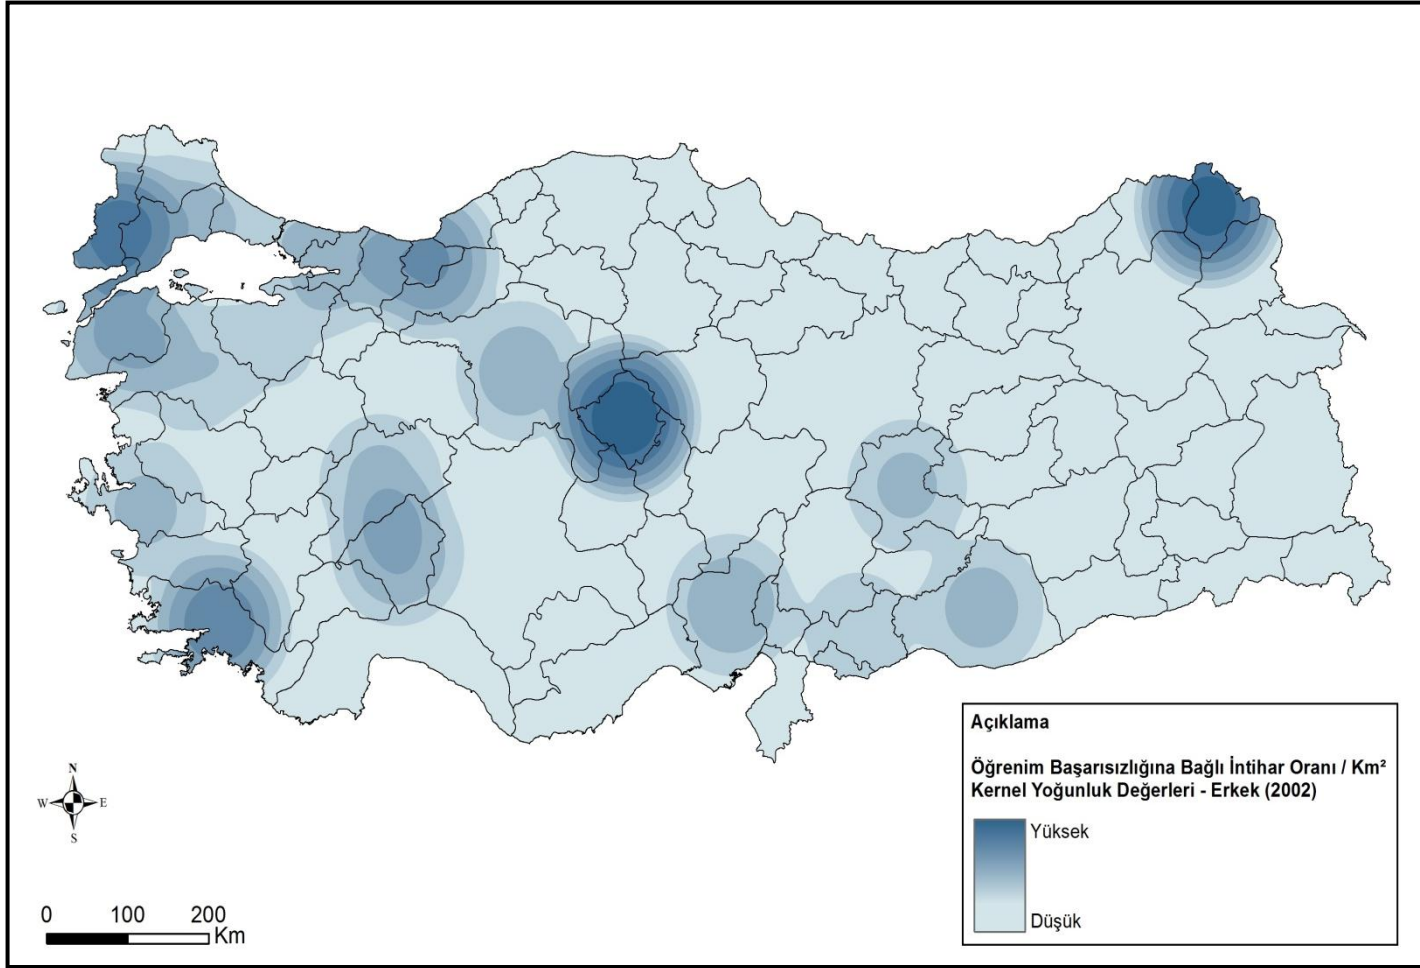 Açıklama
Öğrenim Başarısızlığına Bağlı İntihar Oranı / Km²
Kernel Yoğunluk Değerleri - Erkek (2002)
Yüksek
Düşük
N
W E
S
0 100 200
Km